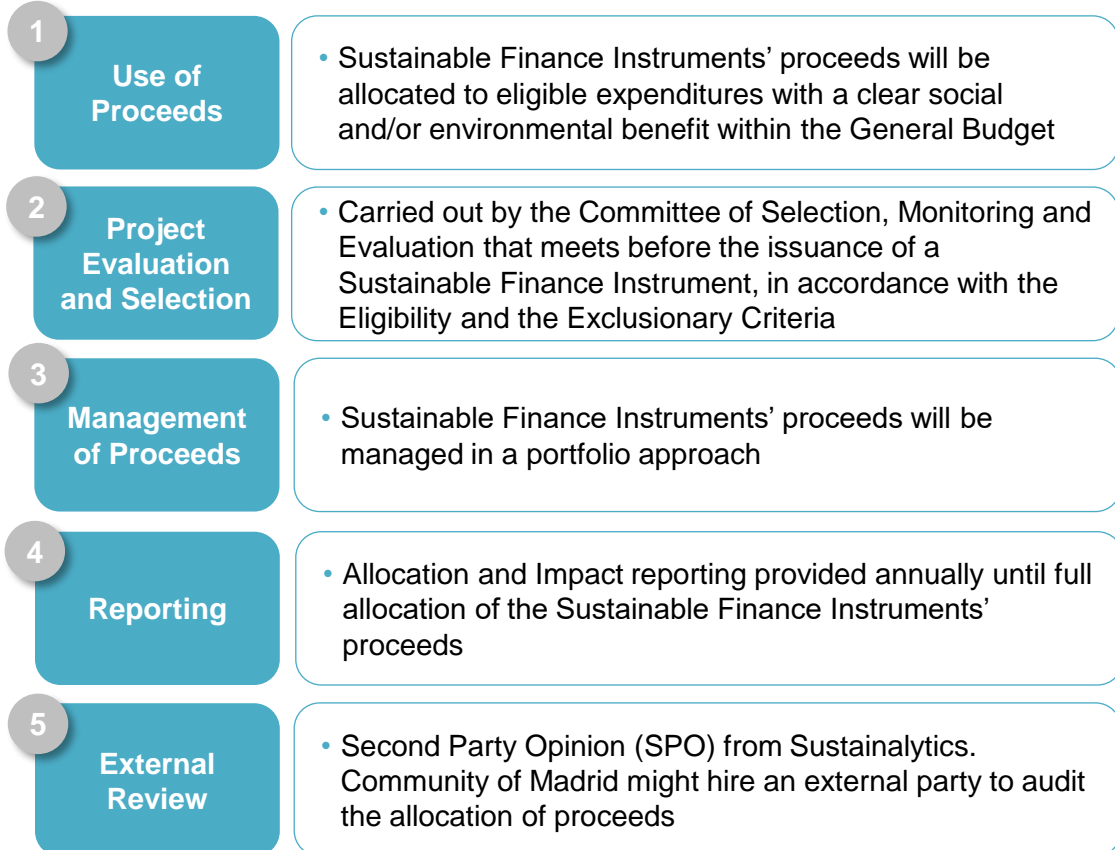 1
Use of
Proceeds
• Sustainable Finance Instruments’ proceeds will be
allocated to eligible expenditures with a clear social
and/or environmental benefit within the General Budget
2
Project
Evaluation
and Selection
• Carried out by the Committee of Selection, Monitoring and
Evaluation that meets before the issuance of a
Sustainable Finance Instrument, in accordance with the
Eligibility and the Exclusionary Criteria
3
Management
of Proceeds
• Sustainable Finance Instruments’ proceeds will be
managed in a portfolio approach
4
Reporting
• Allocation and Impact reporting provided annually until full
allocation of the Sustainable Finance Instruments’
proceeds
5
External
Review
• Second Party Opinion (SPO) from Sustainalytics.
Community of Madrid might hire an external party to audit
the allocation of proceeds